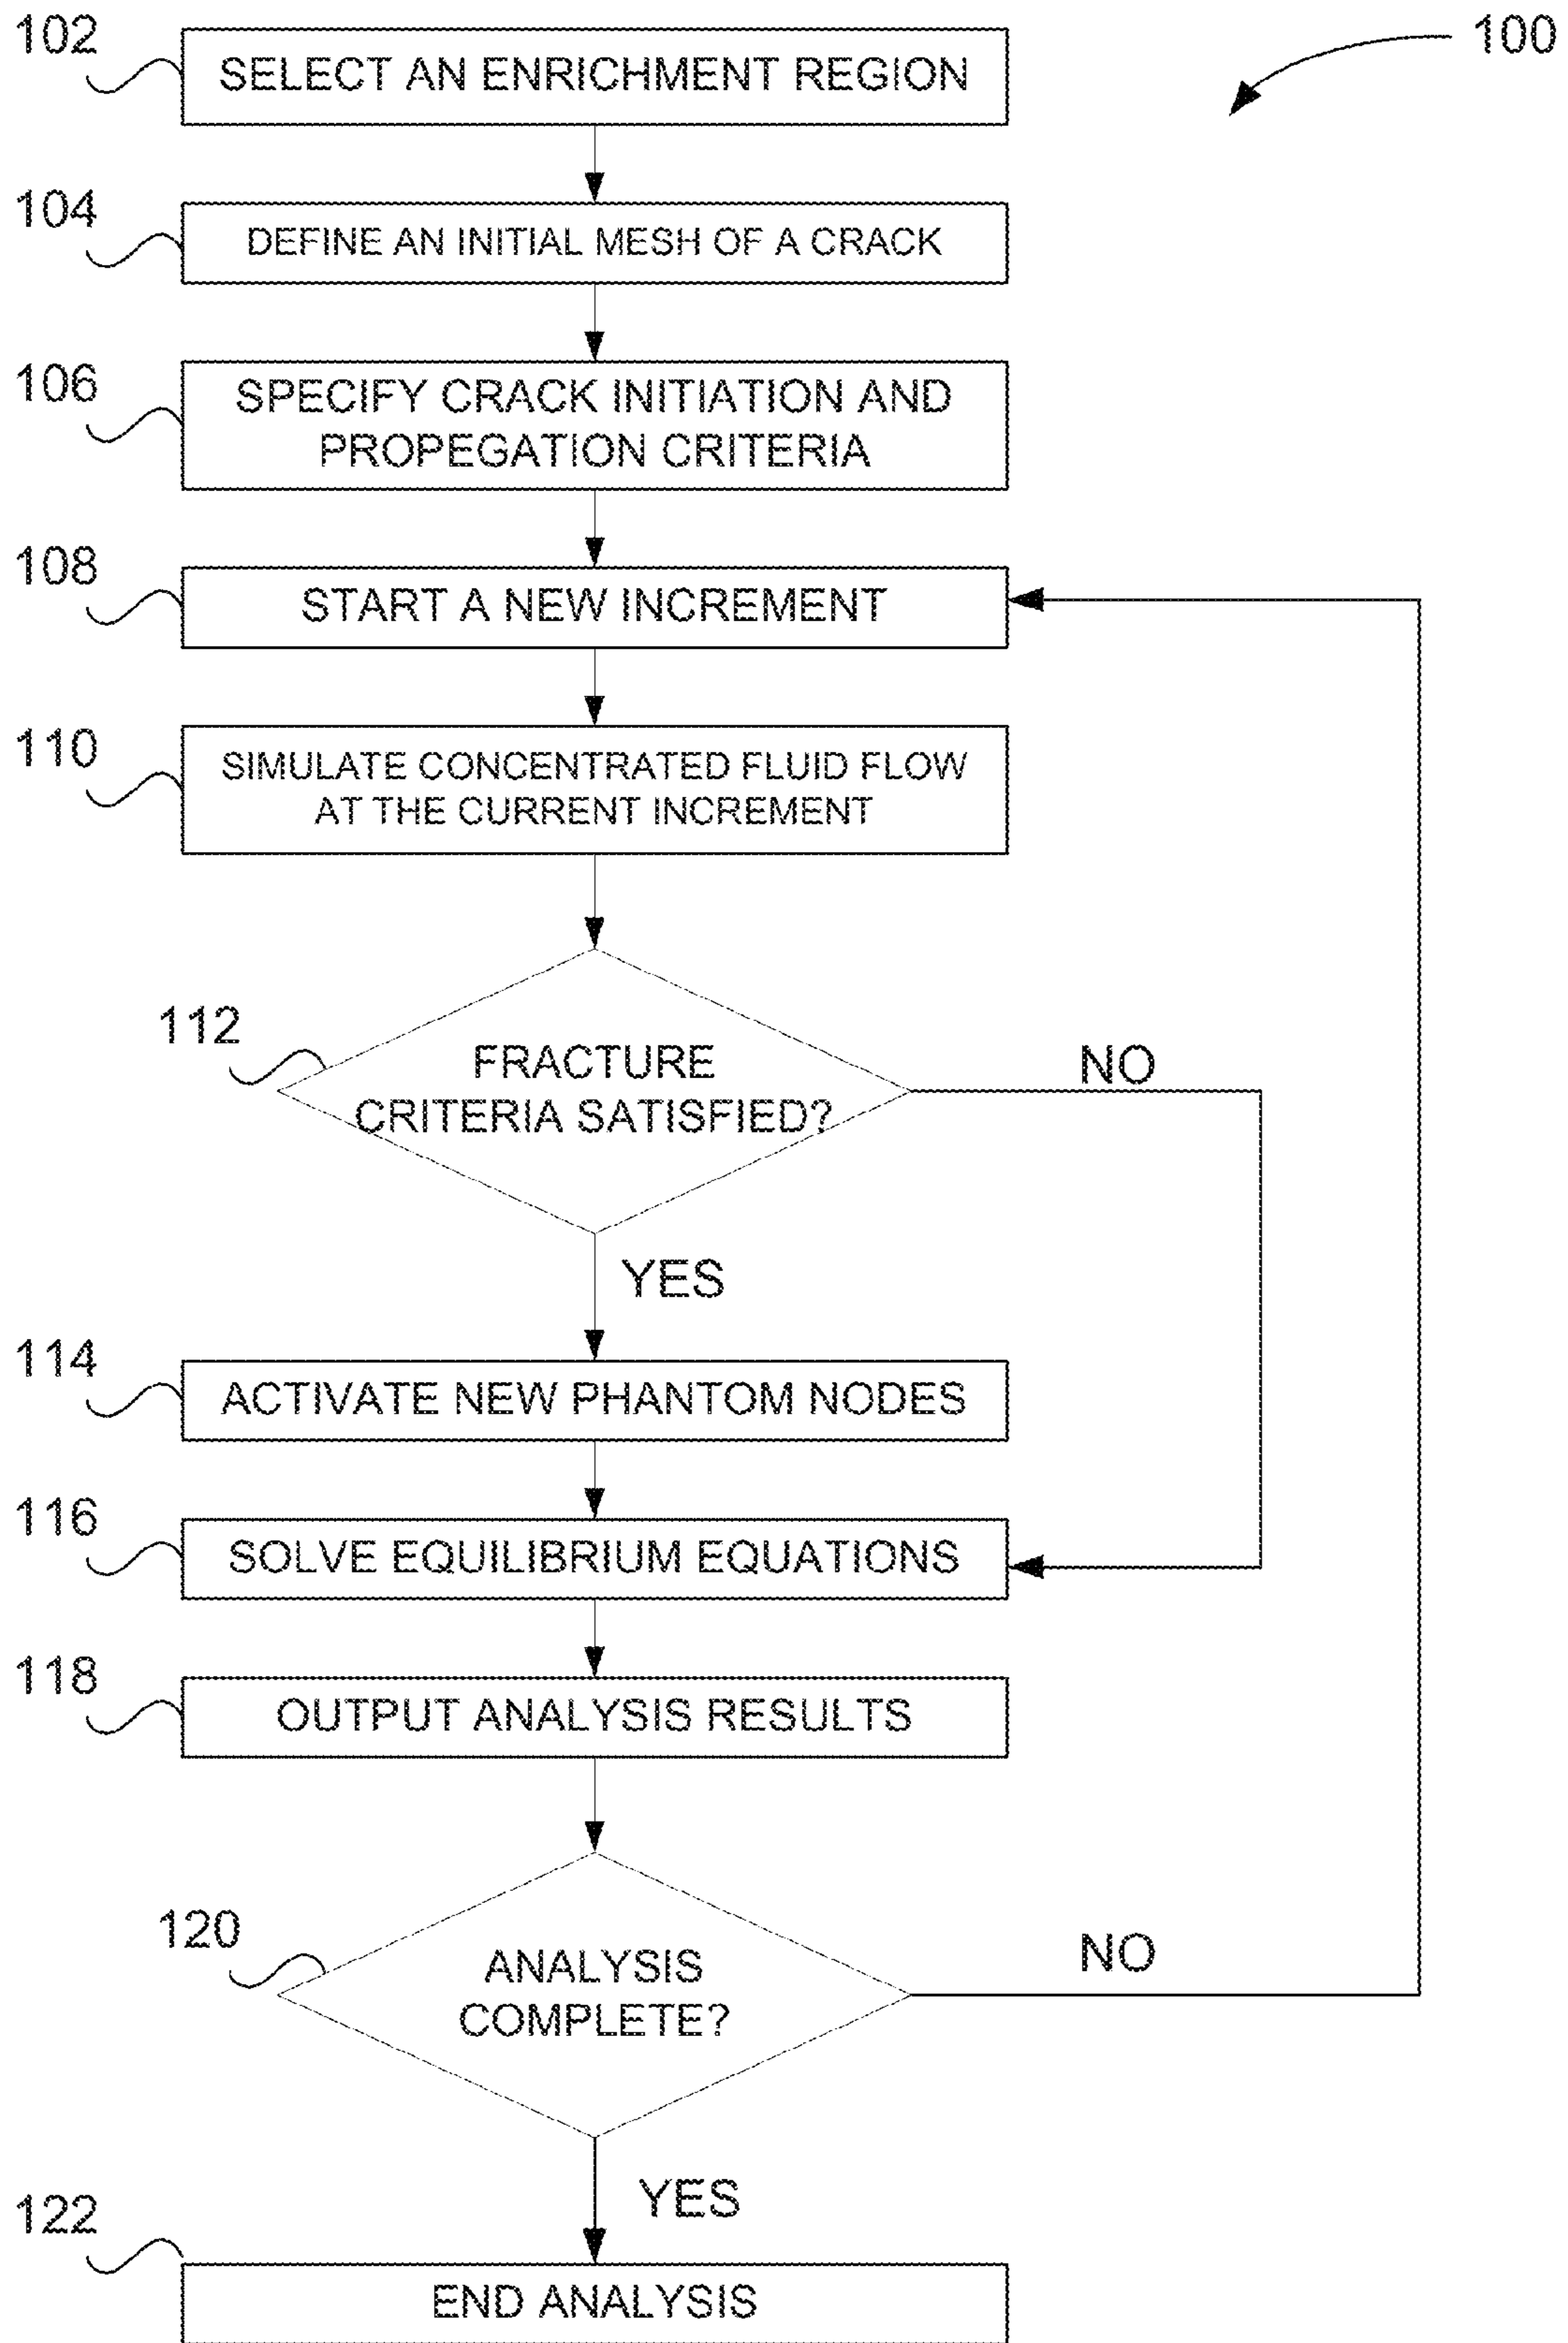 102
SELECT AN ENRICHMENT REGION
100
104
DEFINE AN INITIAL MESH OF A CRACK
106
SPECIFY CRACK INITIATION AND
PROPEGATION CRITERIA
108
START A NEW INCREMENT
110
SIMULATE CONCENTRATED FLUID FLOW
AT THE CURRENT INCREMENT
112
FRACTURE
CRITERIA SATISFIED?
NO
YES
114
ACTIVATE NEW PHANTOM NODES
116
SOLVE EQUILIBRIUM EQUATIONS
118
OUTPUT ANALYSIS RESULTS
120
ANALYSIS
COMPLETE?
NO
YES
122
END ANALYSIS